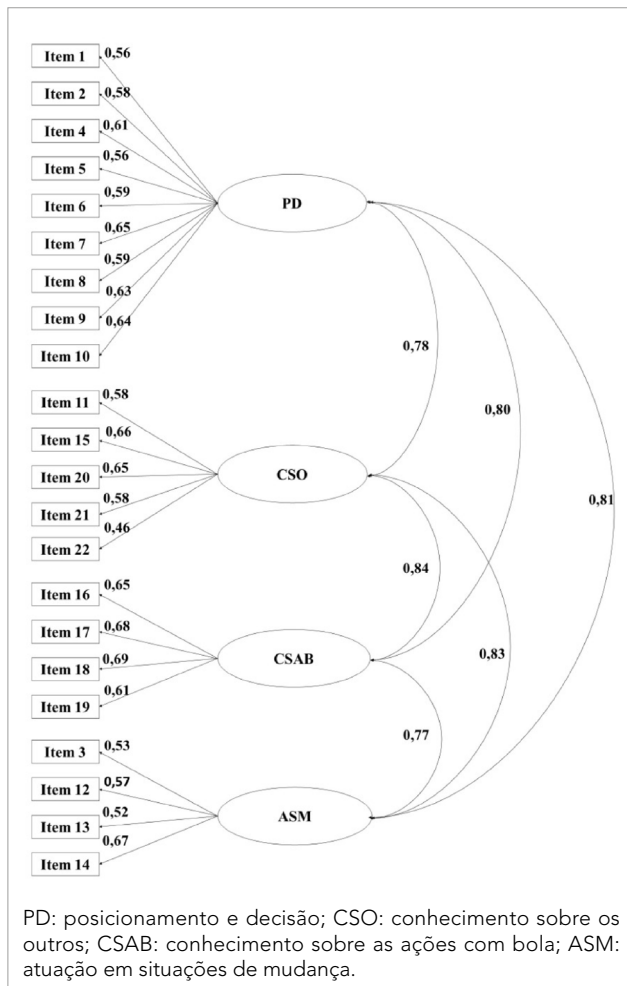 Item 1 0,56
Item 2 0,58
Item 4 0,61
Item 5 0,56
Item 6 0,59
Item 7 0,65
Item 8 0,59
Item 9 0,63
Item 10 0,64
PD
0,78
0,80
0,81
Item 11 0,58
Item 15 0,66
Item 20 0,65
Item 21 0,58
Item 22 0,46
CSO
0,84
0,83
Item 16 0,65
Item 17 0,68
Item 18 0,69
Item 19 0,61
CSAB
0,77
Item 3 0,53
Item 12 0,57
Item 13 0,52
Item 14 0,67
ASM
PD: posicionamento e decisão; CSO: conhecimento sobre os
outros; CSAB: conhecimento sobre as ações com bola; ASM:
atuação em situações de mudança.